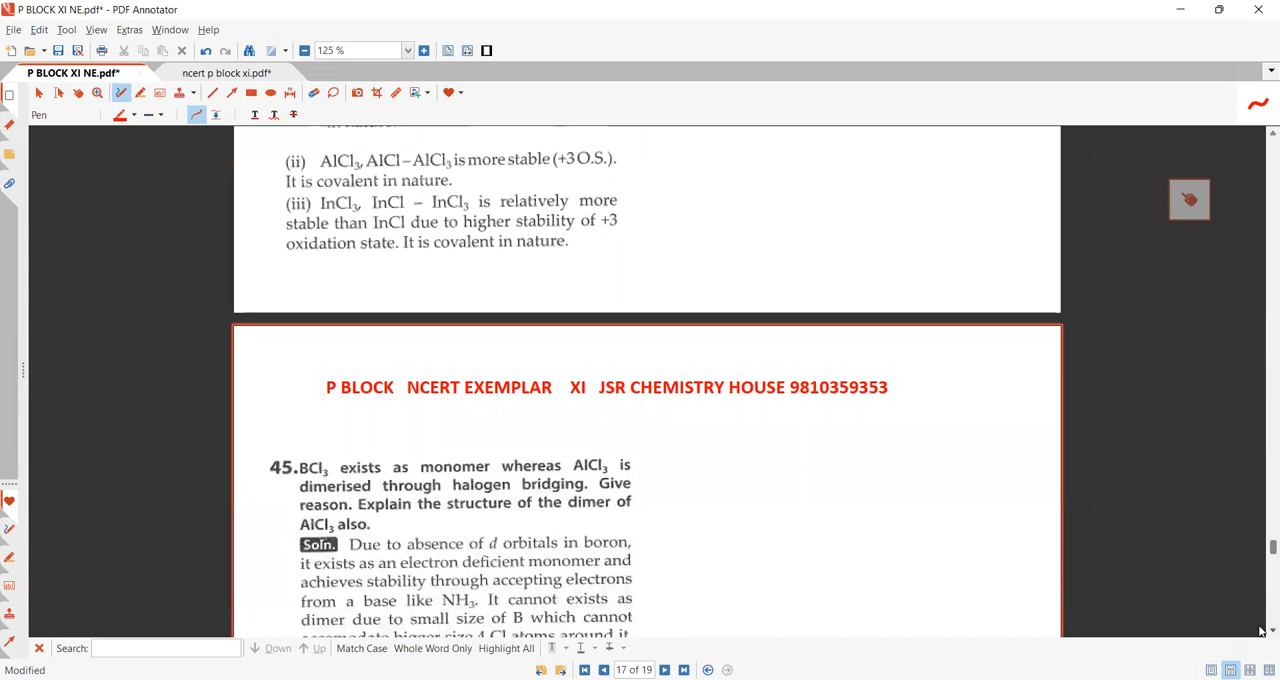 P BLOCK XI NE.pdf* - PDF Annotator
File Edit Tool View Extras Window Help
125 %
P BLOCK XI NE.pdf* ncert p block xi.pdf*
Pen
(ii) AlCl₃, AlCl – AlCl₃ is more stable (+3 O.S.).
It is covalent in nature.
(iii) InCl₃, InCl – InCl₃ is relatively more
stable than InCl due to higher stability of +3
oxidation state. It is covalent in nature.
P BLOCK NCERT EXEMPLAR XI JSR CHEMISTRY HOUSE 9810359353
45. BCl₃ exists as monomer whereas AlCl₃ is
dimerised through halogen bridging. Give
reason. Explain the structure of the dimer of
AlCl₃ also.
Soln. Due to absence of d orbitals in boron,
it exists as an electron deficient monomer and
achieves stability through accepting electrons
from a base like NH₃. It cannot exists as
dimer due to small size of B which cannot
Search: Down Up Match Case Whole Word Only Highlight All
17 of 19
Modified